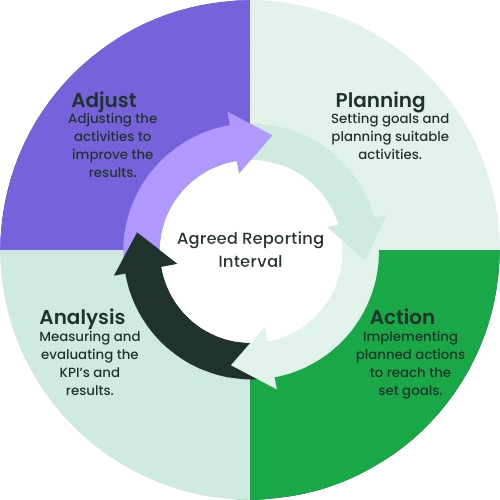 Adjust
Adjusting the
activities to
improve the
results.
Planning
Setting goals and
planning suitable
activities.
Agreed Reporting
Interval
Analysis
Measuring and
evaluating the
KPI's and
results.
Action
Implementing
planned actions
to reach the
set goals.